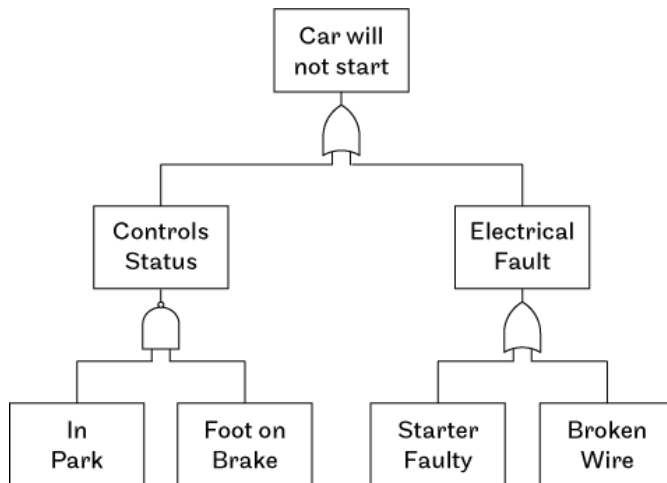 Car will
not start
Controls
Status
Electrical
Fault
In
Park
Foot on
Brake
Starter
Faulty
Broken
Wire